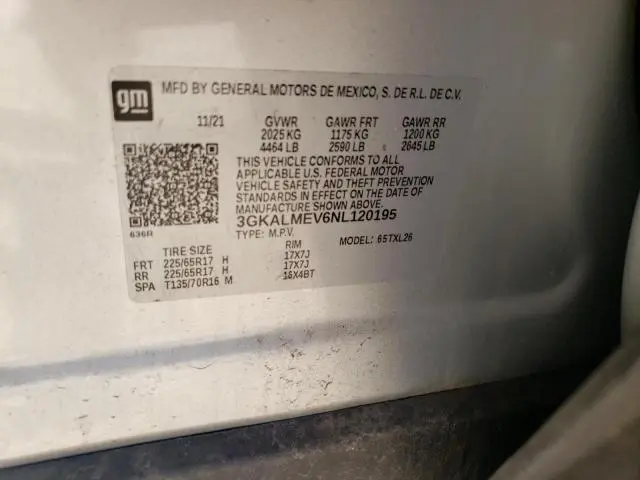 gm
MFD BY GENERAL MOTORS DE MEXICO, S. DE R.L. DE C.V.
11/21 GVWR GAWR FRT GAWR RR
2025 KG 1175 KG 1200 KG
4464 LB 2590 LB 2645 LB
THIS VEHICLE CONFORMS TO ALL
APPLICABLE U.S. FEDERAL MOTOR
VEHICLE SAFETY AND THEFT PREVENTION
STANDARDS IN EFFECT ON THE DATE OF
MANUFACTURE SHOWN ABOVE.
3GKALMEV6NL120195
636R TYPE: M.P.V. MODEL: 65TXL26
TIRE SIZE RIM
FRT 225/65R17 H 17X7J
RR 225/65R17 H 17X7J
SPA T135/70R16 M 16X4BT